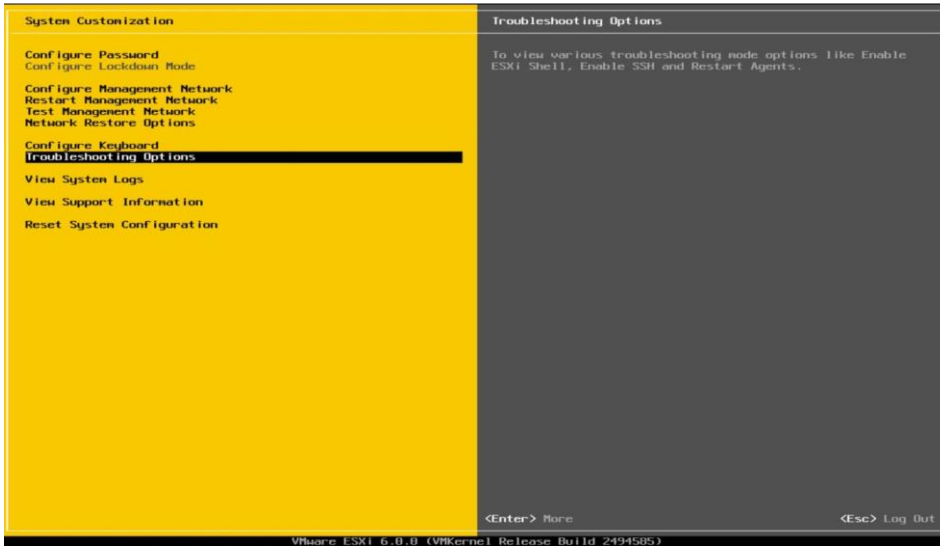 System Customization
Configure Password
Configure Lockdown Mode
Configure Management Network
Restart Management Network
Test Management Network
Network Restore Options
Configure Keyboard
Troubleshooting Options
View System Logs
View Support Information
Reset System Configuration
Troubleshooting Options
To view various troubleshooting mode options like Enable
ESXi Shell, Enable SSH and Restart Agents.
<Enter> More
<Esc> Log Out
VMware ESXi 6.0.0 (VMKernel Release Build 2494585)